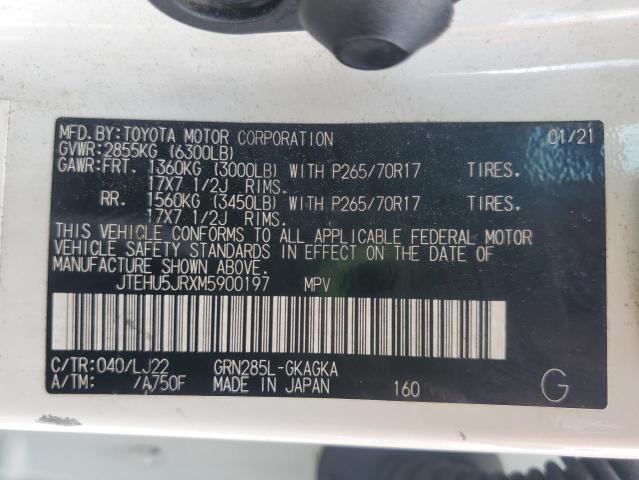 MFD.BY:TOYOTA MOTOR CORPORATION 01/21
GVWR:2855KG (6300LB)
GAWR:FRT. 1360KG (3000LB) WITH P265/70R17 TIRES.
17X7 1/2J RIMS.
RR. 1560KG (3450LB) WITH P265/70R17 TIRES.
17X7 1/2J RIMS.
THIS VEHICLE CONFORMS TO ALL APPLICABLE FEDERAL MOTOR
VEHICLE SAFETY STANDARDS IN EFFECT ON THE DATE OF
MANUFACTURE SHOWN ABOVE.
JTEHU5JRXM5900197 MPV
C/TR:040/LJ22 GRN285L-GKAGKA
A/TM: /A750F MADE IN JAPAN 160 G